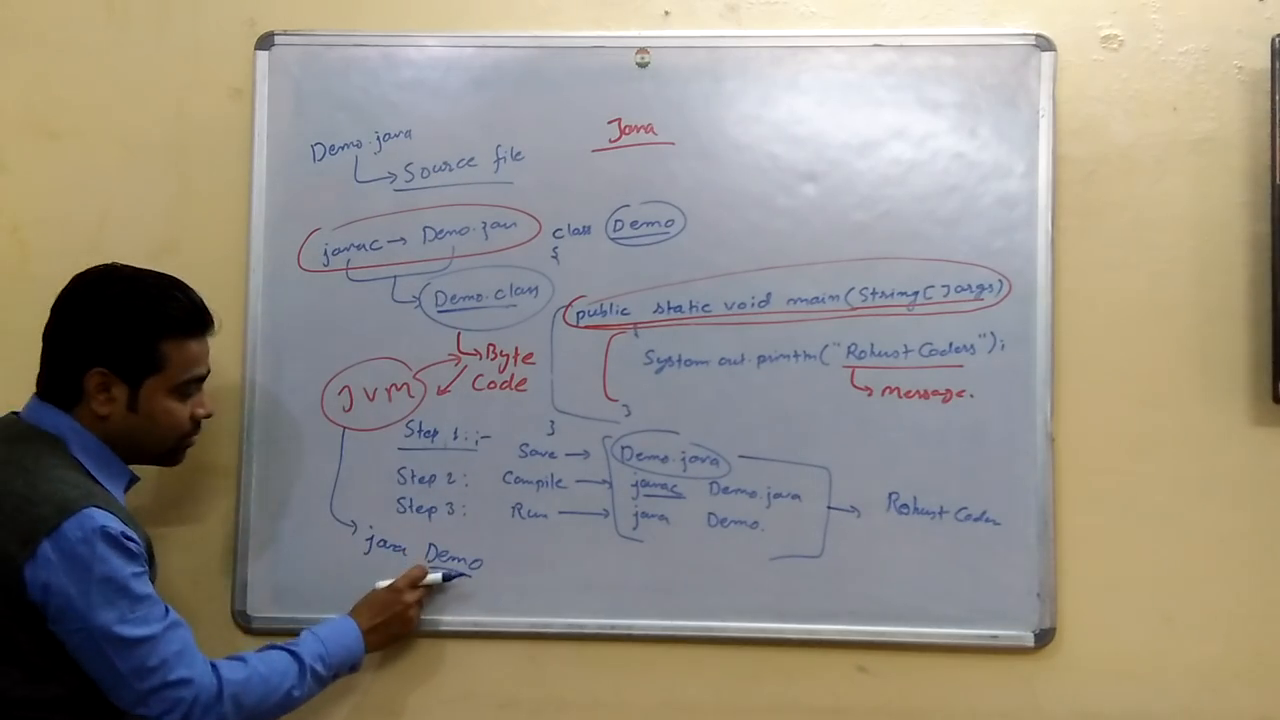 Java
Demo.java
Source file
javac → Demo.java
class Demo
{
Demo.class
public static void main(String[] args)
{
System.out.println("Robust Coders");
Message.
}
}
Byte
Code
JVM
Step 1:- Save → Demo.java
Step 2: Compile → javac Demo.java
Step 3: Run → java Demo.
Robust Coder
java Demo